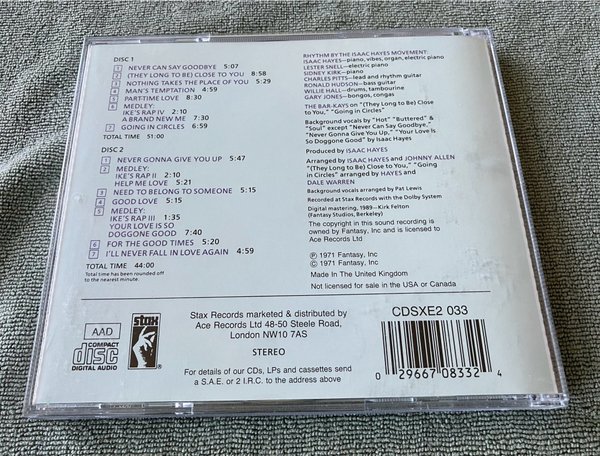 DISC 1
1 NEVER CAN SAY GOODBYE 5:07
2 (THEY LONG TO BE) CLOSE TO YOU 8:58
3 NOTHING TAKES THE PLACE OF YOU 5:29
4 MAN'S TEMPTATION 4:59
5 PART-TIME LOVE 8:30
6 MEDLEY:
IKE'S RAP IV 2:10
A BRAND NEW ME 7:30
7 GOING IN CIRCLES 6:59
TOTAL TIME 51:00
DISC 2
1 NEVER GONNA GIVE YOU UP 5:47
2 MEDLEY:
IKE'S RAP II 2:10
HELP ME LOVE 5:15
3 NEED TO BELONG TO SOMEONE 5:15
4 GOOD LOVE 5:15
5 MEDLEY:
IKE'S RAP III 1:35
YOUR LOVE IS SO
DOGGONE GOOD 7:40
6 FOR THE GOOD TIMES 5:20
7 I'LL NEVER FALL IN LOVE AGAIN 4:59
TOTAL TIME 44:00
Total time has been rounded off
to the nearest minute.
RHYTHM BY THE ISAAC HAYES MOVEMENT:
ISAAC HAYES—piano, vibes, organ, electric piano
LESTER SNELL—electric piano
SIDNEY KIRK—piano
CHARLES PITTS—lead and rhythm guitar
RONALD HUDSON—bass guitar
WILLIE HALL—drums, tambourine
GARY JONES—bongos, congas
THE BAR-KAYS on "(They Long to Be) Close
to You," "Going in Circles"
Background vocals by "Hot" "Buttered" &
"Soul" except "Never Can Say Goodbye,"
"Never Gonna Give You Up," "Your Love Is
So Doggone Good" by Isaac Hayes
Produced by ISAAC HAYES
Arranged by ISAAC HAYES and JOHNNY ALLEN
"(They Long to Be) Close to You," "Going
in Circles" arranged by HAYES and
DALE WARREN
Background vocals arranged by Pat Lewis
Recorded at Stax Records with the Dolby System
Digital mastering, 1989—Kirk Felton
(Fantasy Studios, Berkeley)
The copyright in this sound recording is
owned by Fantasy, Inc and is licensed to
Ace Records Ltd
℗ 1971 Fantasy, Inc
© 1971 Fantasy, Inc
Made In The United Kingdom
Not licensed for sale in the USA or Canada
AAD
COMPACT
disc
DIGITAL AUDIO
stax
Stax Records marketed & distributed by
Ace Records Ltd 48-50 Steele Road,
London NW10 7AS
STEREO
For details of our CDs, LPs and cassettes send
a S.A.E. or 2 I.R.C. to the address above
CDSXE2 033
0 29667 08332 4